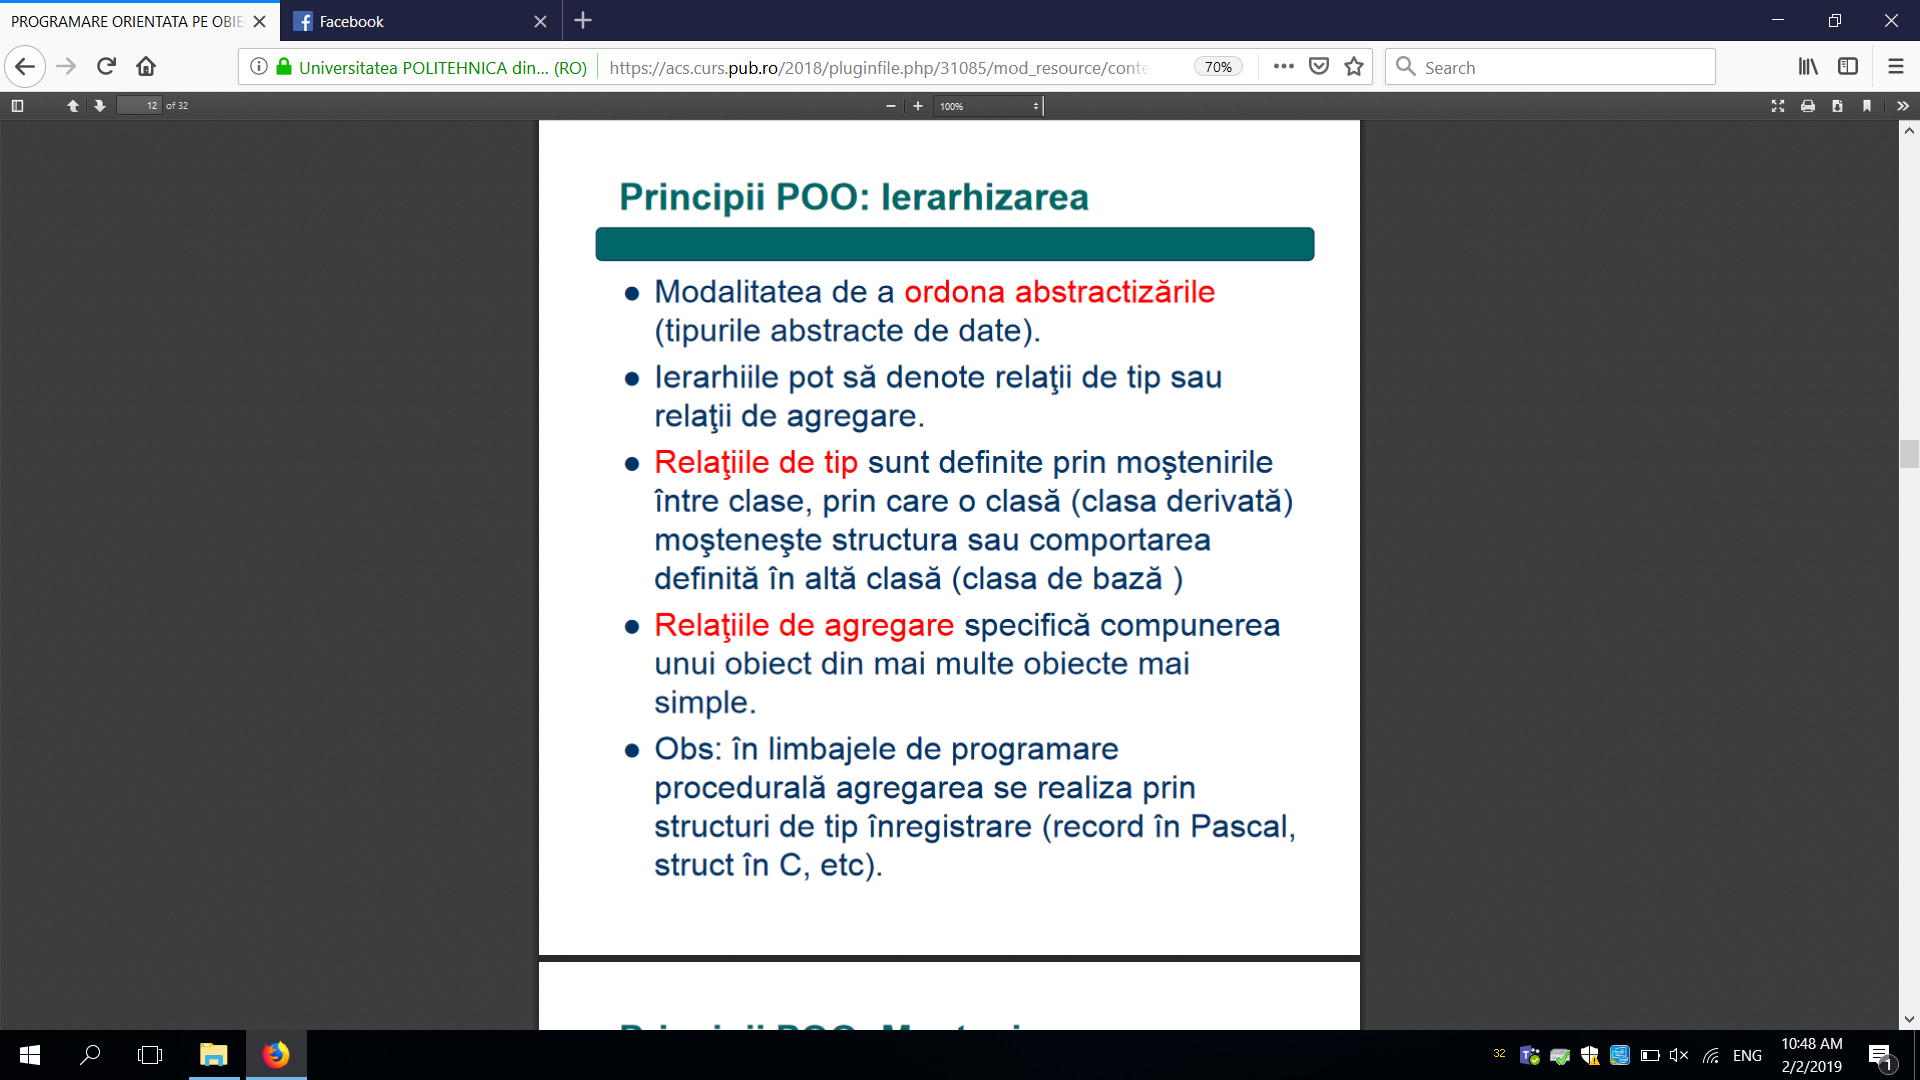 PROGRAMARE ORIENTATA PE OBIE
Facebook
Universitatea POLITEHNICA din... (RO)
https://acs.curs.pub.ro/2018/pluginfile.php/31085/mod_resource/conte
70%
Search
12 of 32
100%
Principii POO: Ierarhizarea
● Modalitatea de a ordona abstractizările
(tipurile abstracte de date).
● Ierarhiile pot să denote relaţii de tip sau
relaţii de agregare.
● Relaţiile de tip sunt definite prin moştenirile
între clase, prin care o clasă (clasa derivată)
moşteneşte structura sau comportarea
definită în altă clasă (clasa de bază )
● Relaţiile de agregare specifică compunerea
unui obiect din mai multe obiecte mai
simple.
● Obs: în limbajele de programare
procedurală agregarea se realiza prin
structuri de tip înregistrare (record în Pascal,
struct în C, etc).
32
ENG
10:48 AM
2/2/2019
1